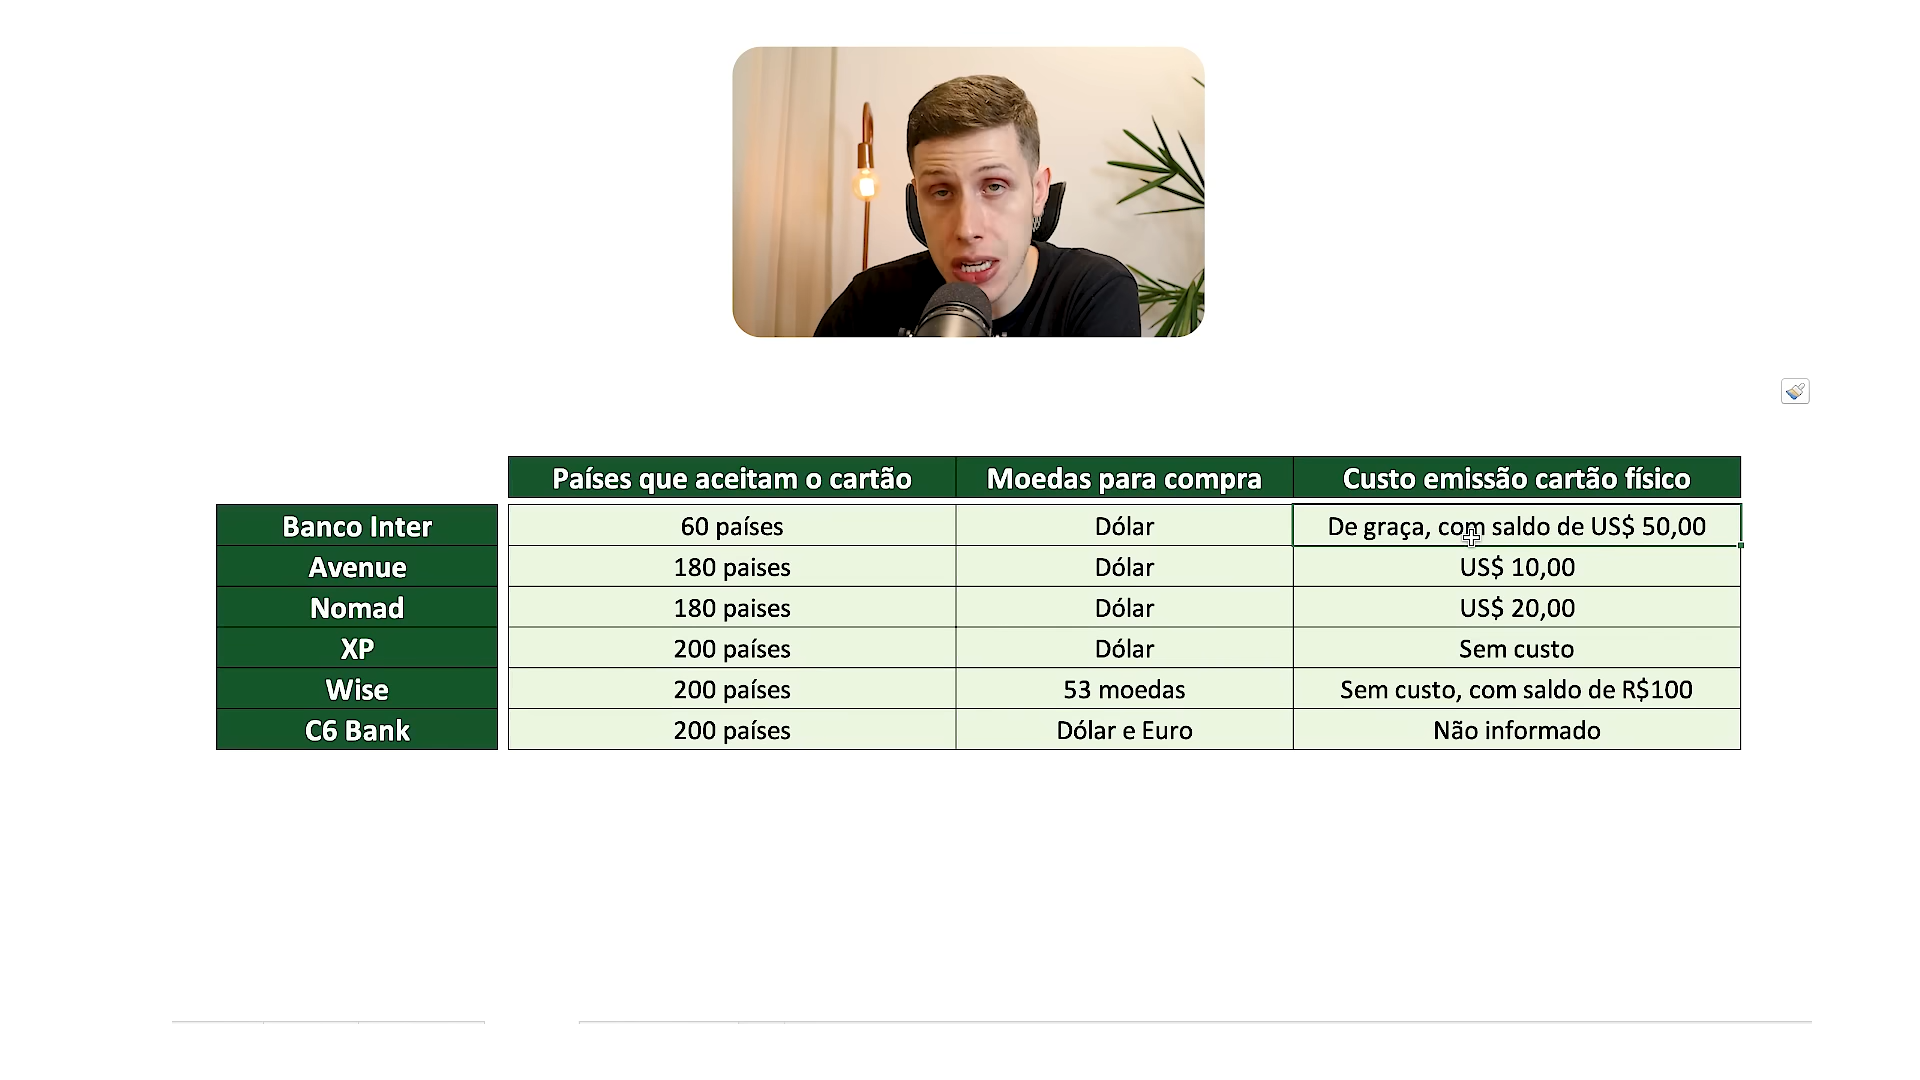 Países que aceitam o cartão Moedas para compra Custo emissão cartão físico
Banco Inter 60 países Dólar De graça, com saldo de US$ 50,00
Avenue 180 paises Dólar US$ 10,00
Nomad 180 paises Dólar US$ 20,00
XP 200 países Dólar Sem custo
Wise 200 países 53 moedas Sem custo, com saldo de R$100
C6 Bank 200 países Dólar e Euro Não informado